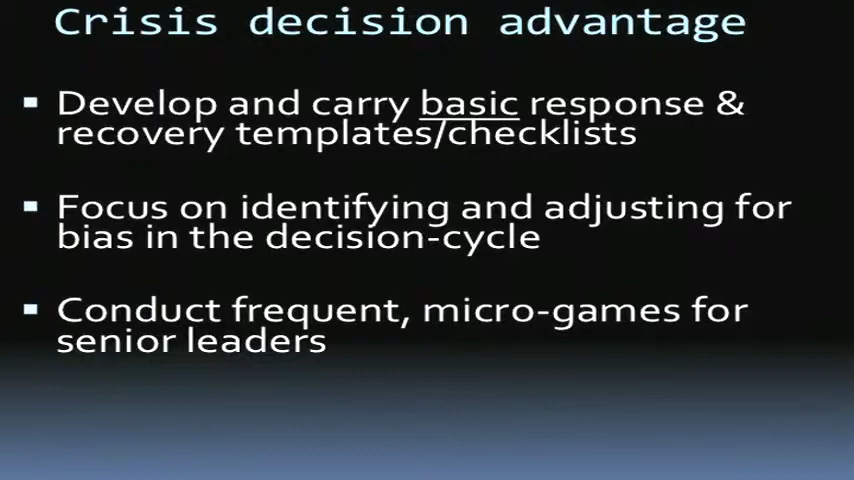 Crisis decision advantage
▪ Develop and carry basic response &
recovery templates/checklists
▪ Focus on identifying and adjusting for
bias in the decision-cycle
▪ Conduct frequent, micro-games for
senior leaders